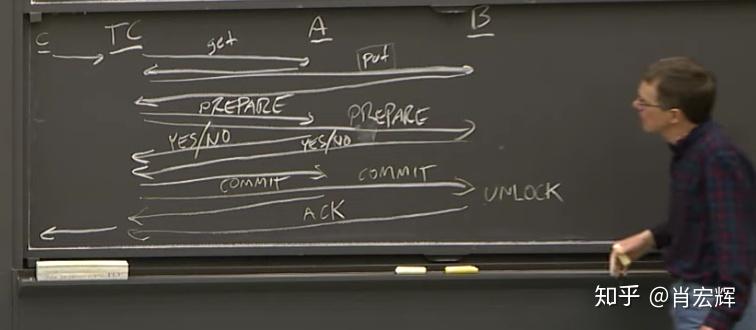 C TC A B
get put
PREPARE PREPARE
YES/NO YES/NO
COMMIT COMMIT
UNLOCK
ACK
知乎 @肖宏辉